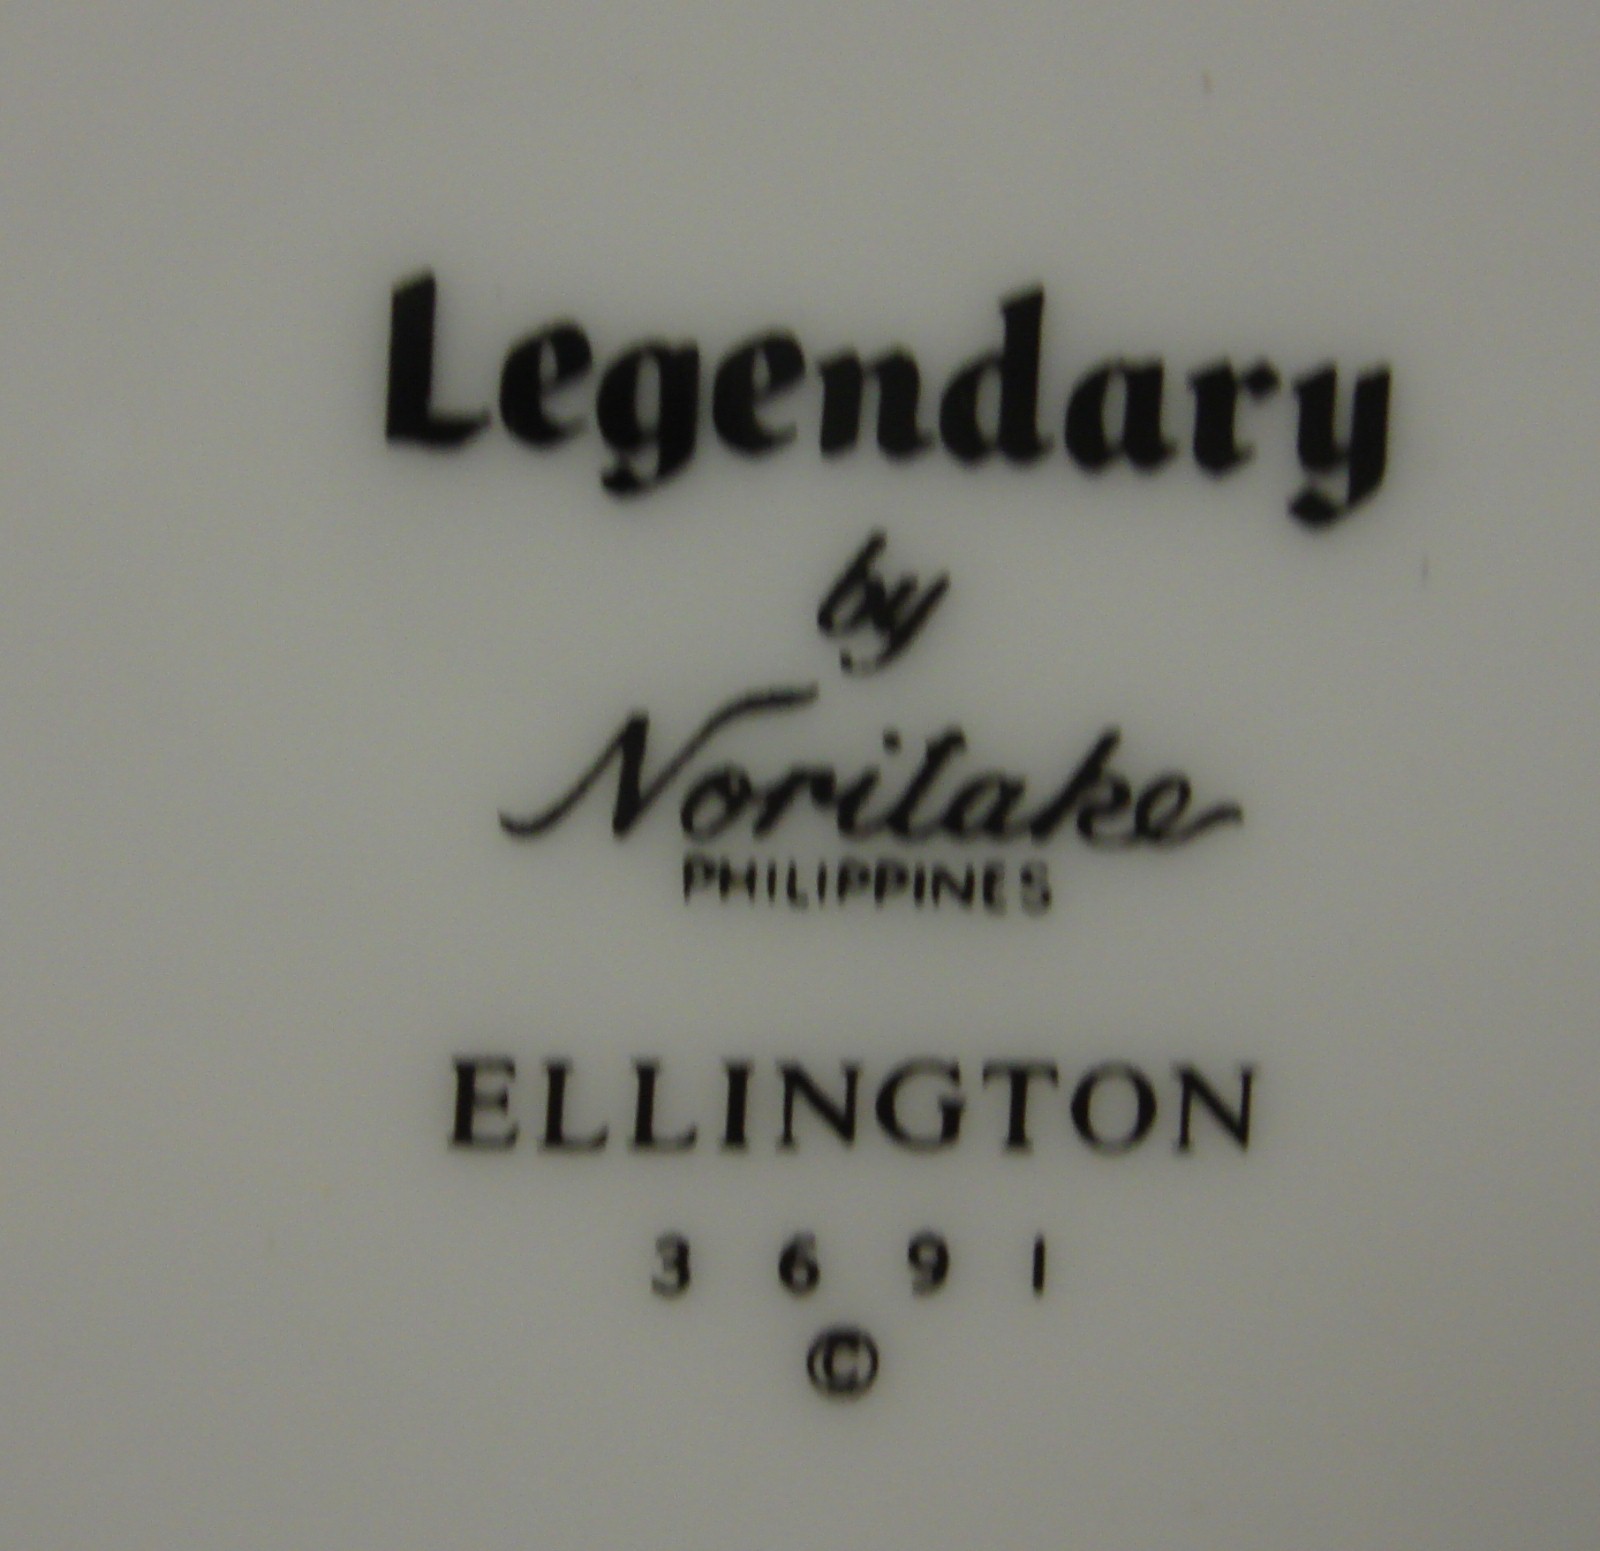 Legendary
by
Noritake
PHILIPPINES
ELLINGTON
3 6 9 1
©